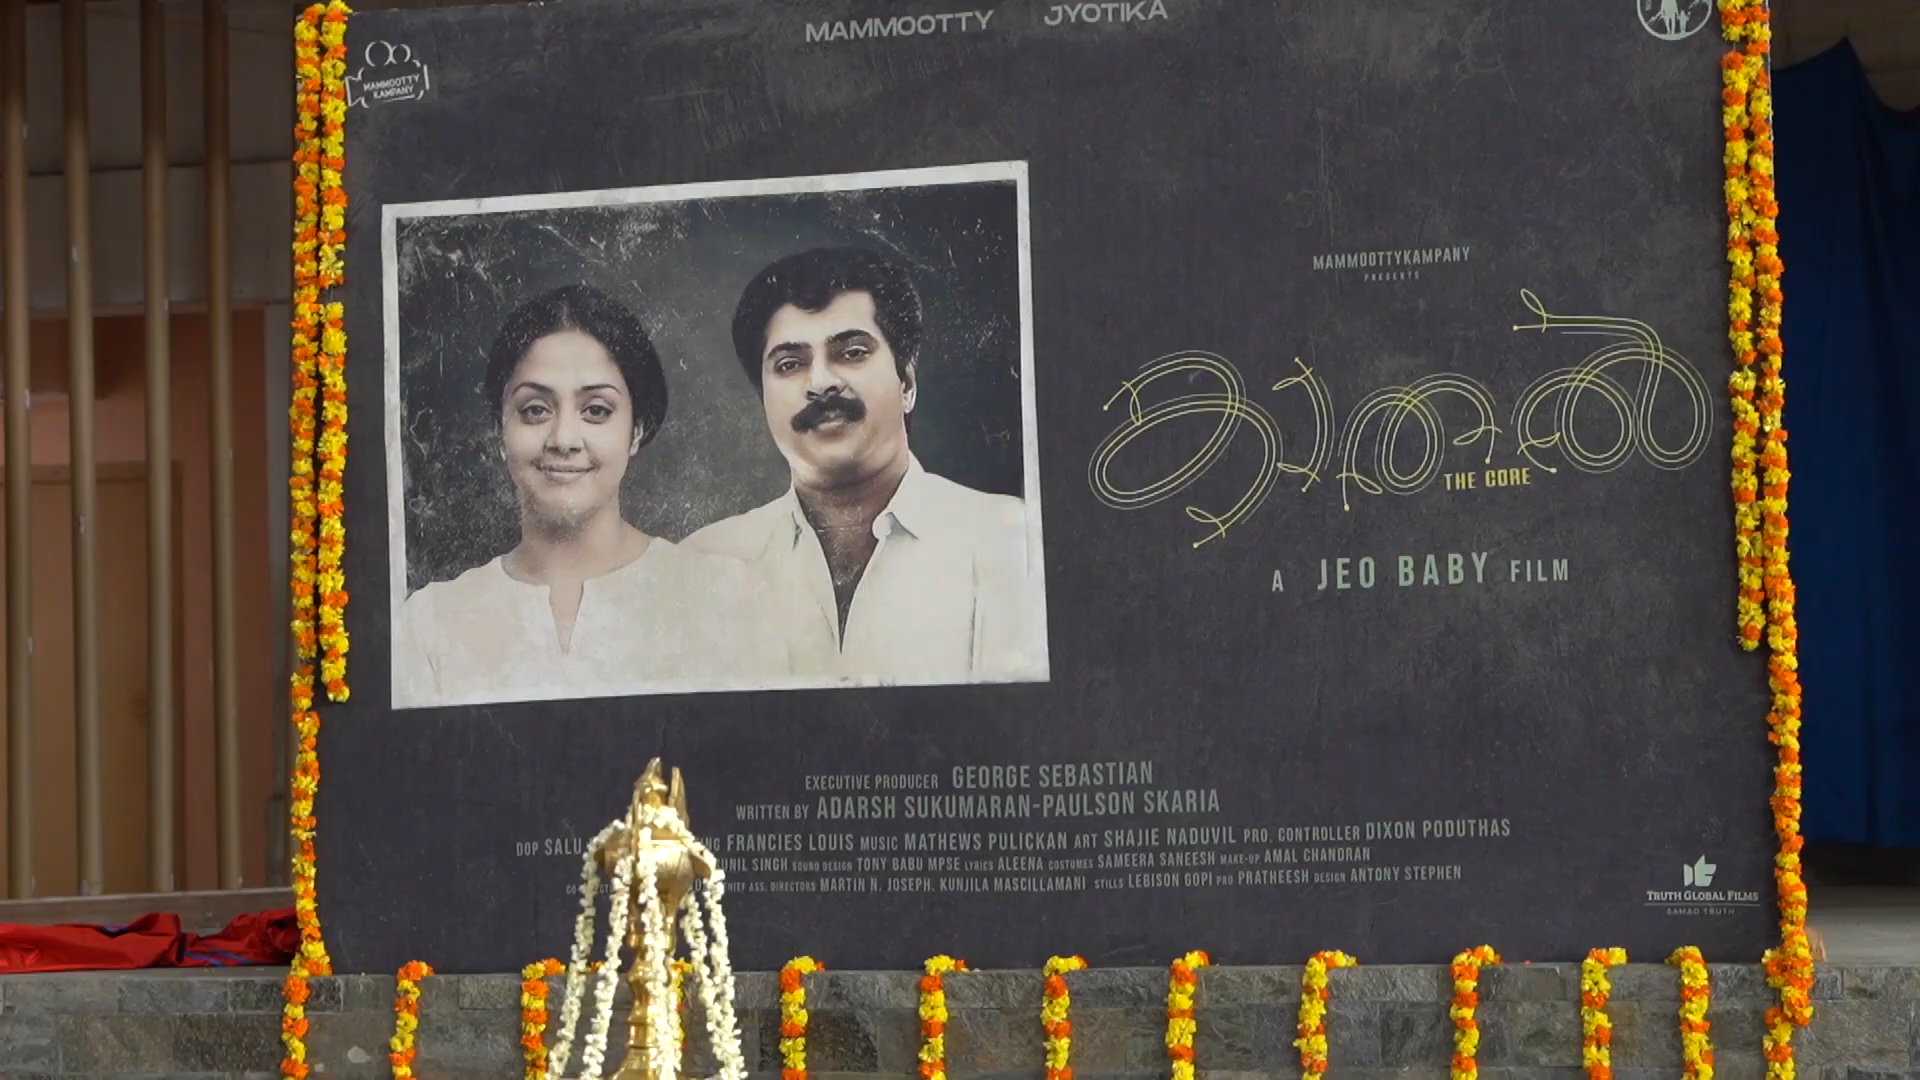 MAMMOOTTY JYOTIKA
MAMMOOTTY
KAMPANY
MAMMOOTTYKAMPANY
PRESENTS
കാതൽ
THE CORE
A JEO BABY FILM
EXECUTIVE PRODUCER GEORGE SEBASTIAN
WRITTEN BY ADARSH SUKUMARAN-PAULSON SKARIA
DOP SALU FRANCIES LOUIS MUSIC MATHEWS PULICKAN ART SHAJIE NADUVIL PRO. CONTROLLER DIXON PODUTHAS
SINGH SOUND DESIGN TONY BABU MPSE LYRICS ALEENA COSTUMES SAMEERA SANEESH MAKE-UP AMAL CHANDRAN
ASS. DIRECTORS MARTIN N. JOSEPH. KUNJILA MASCILLAMANI STILLS LEBISON GOPI PRO PRATHEESH DESIGN ANTONY STEPHEN
TRUTH GLOBAL FILMS
SAMAD TRUTH